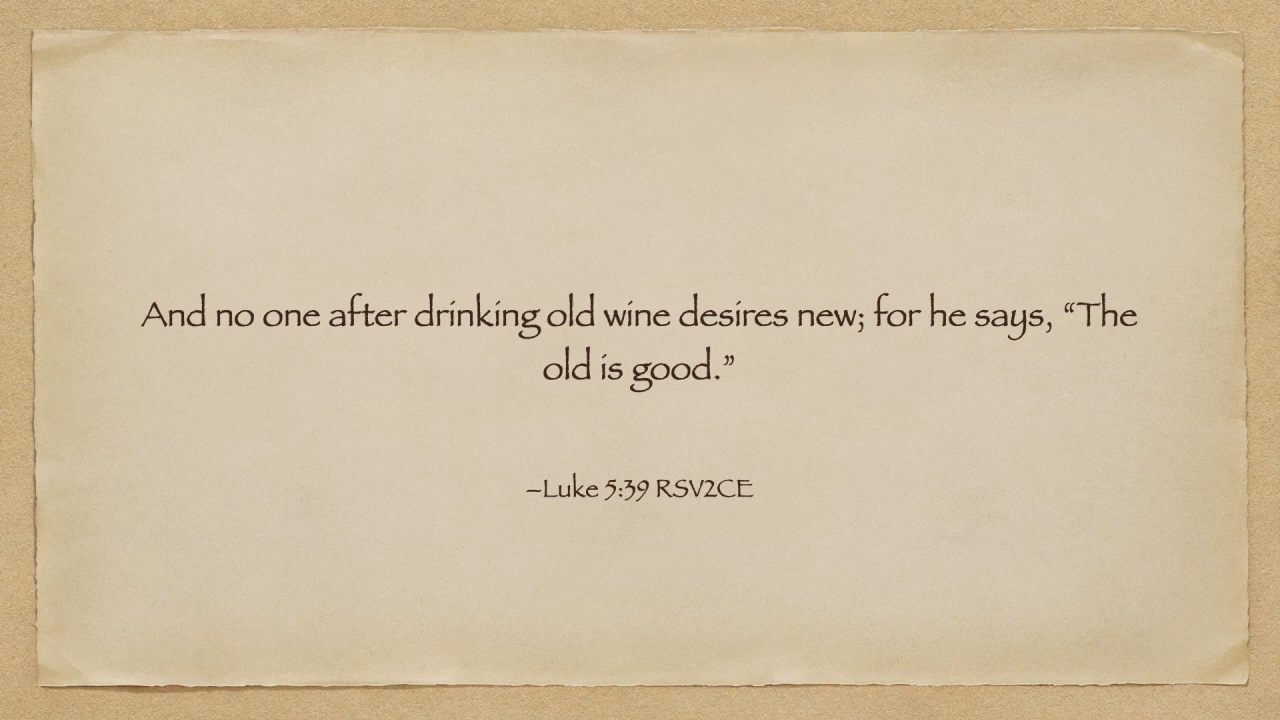 And no one after drinking old wine desires new; for he says, “The
old is good.”
–Luke 5:39 RSV2CE